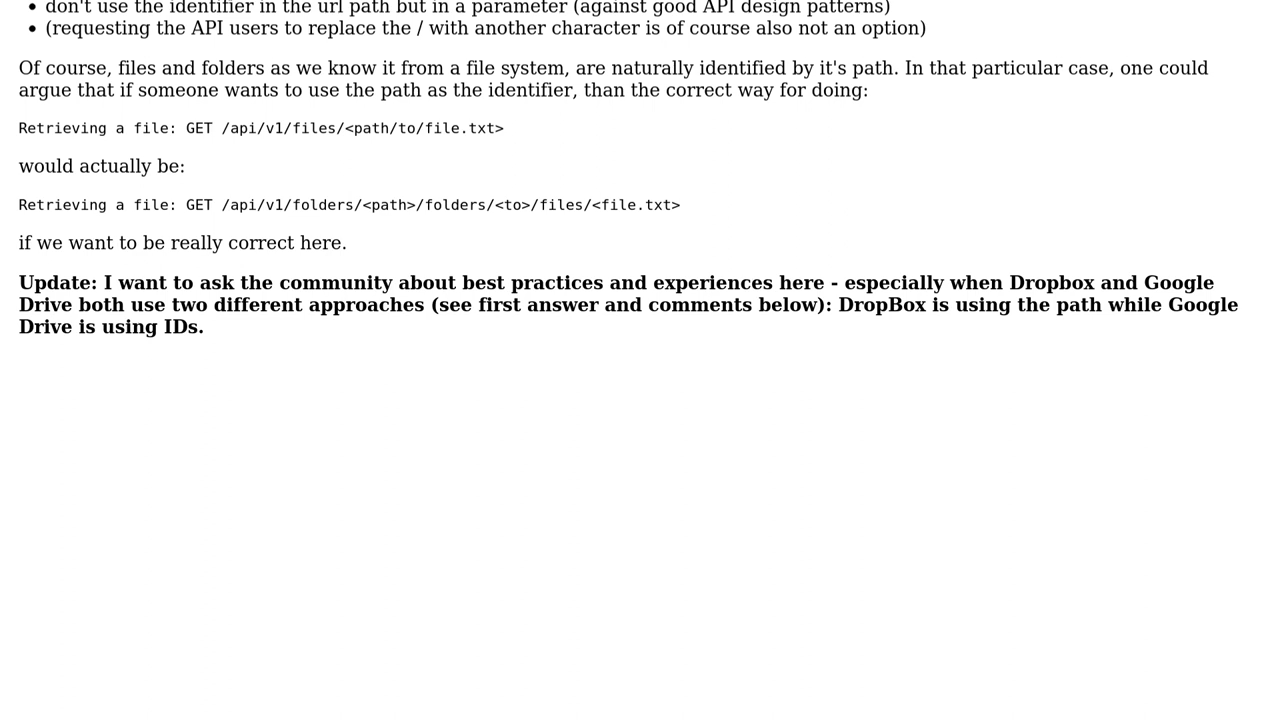 don't use the identifier in the url path but in a parameter (against good API design patterns)
(requesting the API users to replace the / with another character is of course also not an option)
Of course, files and folders as we know it from a file system, are naturally identified by it's path. In that particular case, one could
argue that if someone wants to use the path as the identifier, than the correct way for doing:
Retrieving a file: GET /api/v1/files/<path/to/file.txt>
would actually be:
Retrieving a file: GET /api/v1/folders/<path>/folders/<to>/files/<file.txt>
if we want to be really correct here.
Update: I want to ask the community about best practices and experiences here - especially when Dropbox and Google
Drive both use two different approaches (see first answer and comments below): DropBox is using the path while Google
Drive is using IDs.